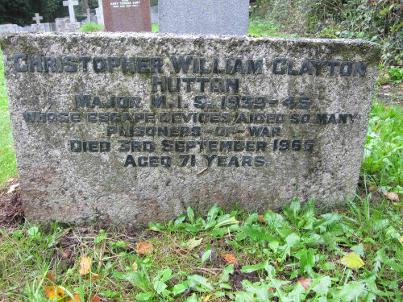 CHRISTOPHER WILLIAM CLAYTON
HUTTON
MAJOR M.I.9. 1939-45
WHOSE ESCAPE DEVICES AIDED SO MANY
PRISONERS-OF-WAR
DIED 3RD SEPTEMBER 1965
AGED 71 YEARS.